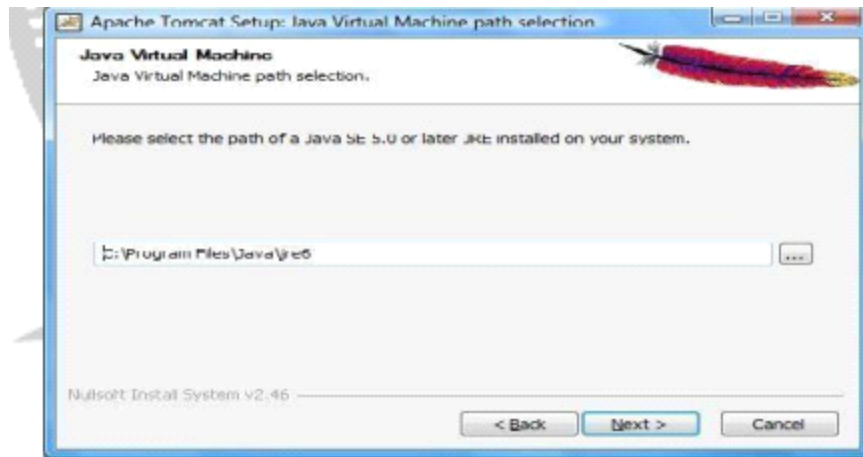 Apache Tomcat Setup: Java Virtual Machine path selection
Java Virtual Machine
Java Virtual Machine path selection.
Please select the path of a Java SE 5.0 or later JRE installed on your system.
C:\Program Files\Java\jre6
...
Nullsoft Install System v2.46
< Back
Next >
Cancel